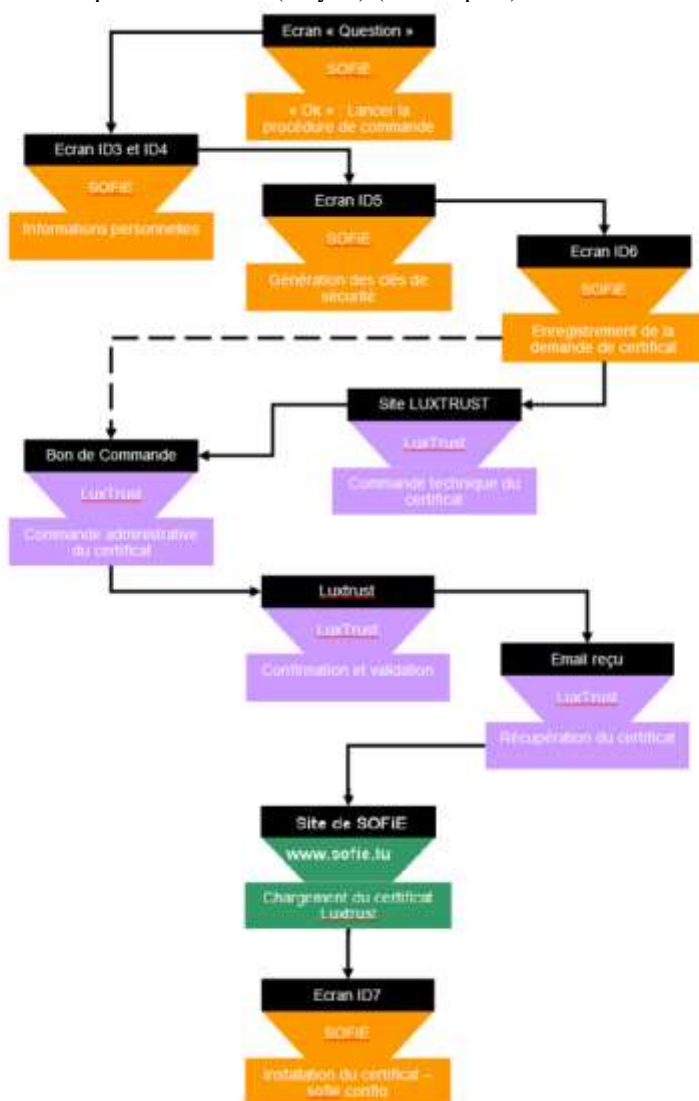 Ecran « Question »
SOFiE
« Ok » : Lancer la
procédure de commande
Ecran ID3 et ID4
SOFiE
Informations personnelles
Ecran ID5
SOFiE
Génération des clés de
sécurité
Ecran ID6
SOFiE
Enregistrement de la
demande de certificat
Site LUXTRUST
LuxTrust
Commande technique du
certificat
Bon de Commande
LuxTrust
Commande administrative
du certificat
Luxtrust
LuxTrust
Confirmation et validation
Email reçu
LuxTrust
Récupération du certificat
Site de SOFiE
www.sofie.lu
Chargement du certificat
Luxtrust
Ecran ID7
SOFiE
Installation du certificat –
sofie config